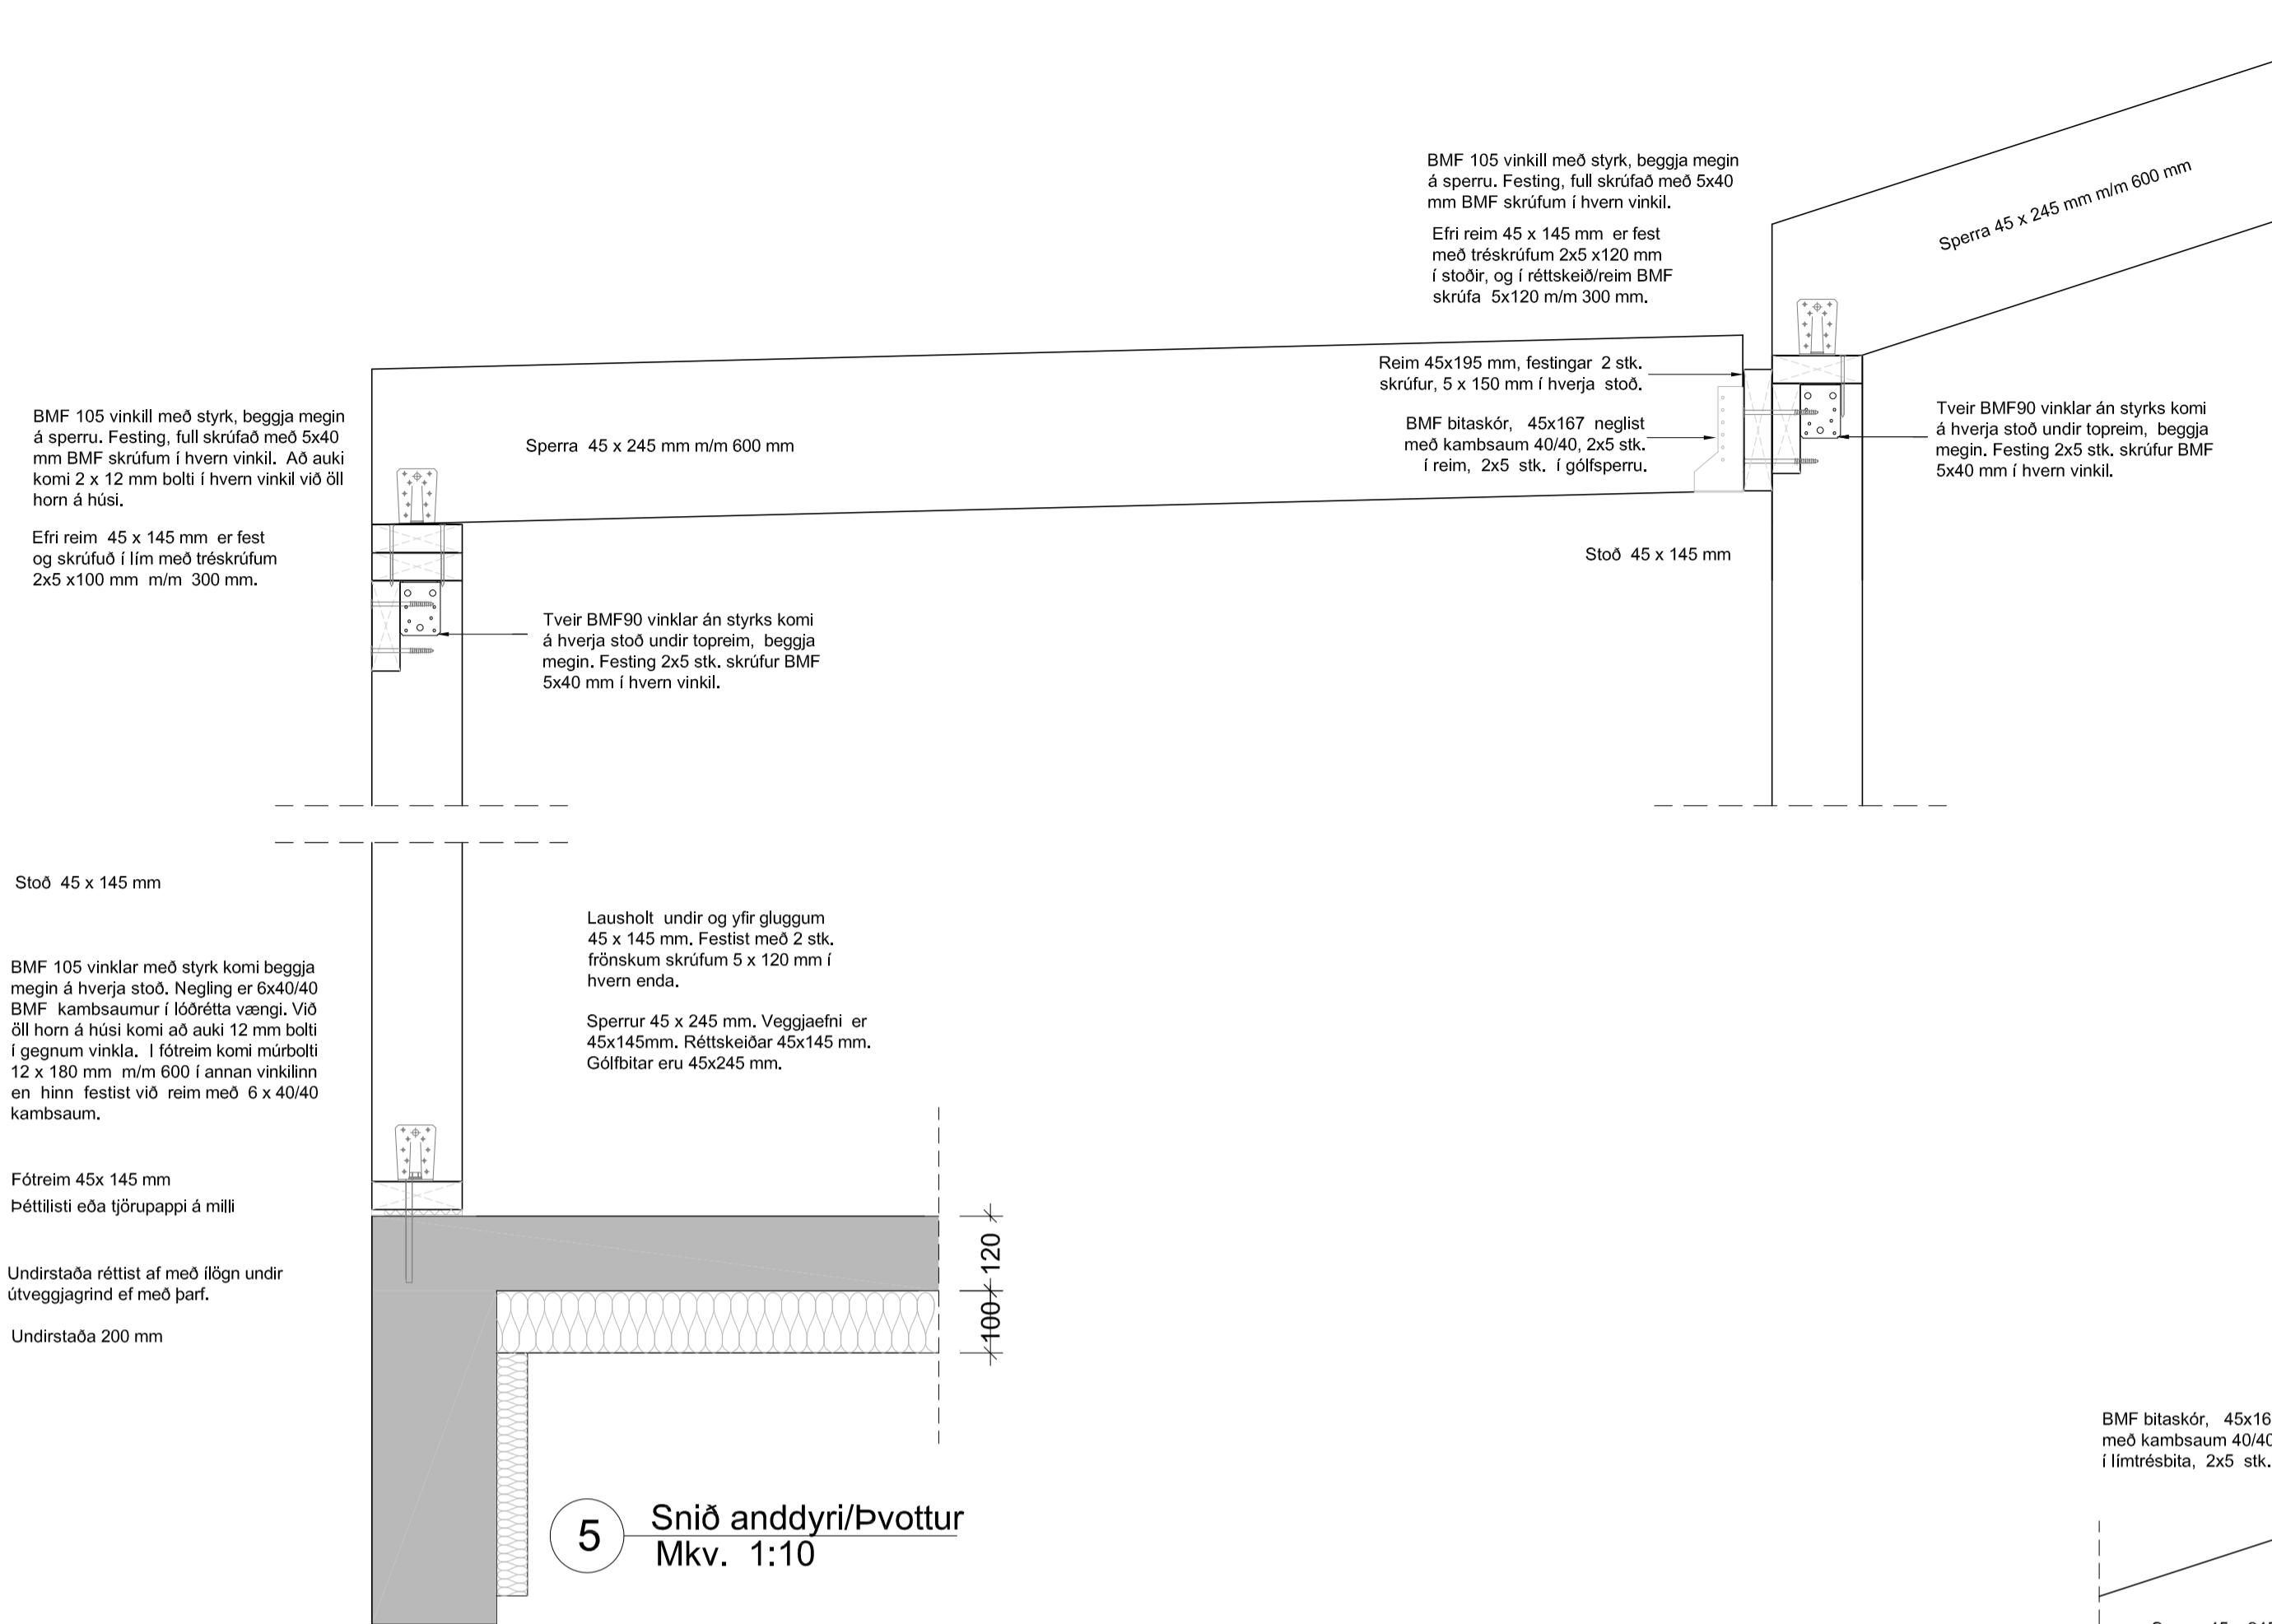 BMF 105 vinkill með styrk, beggja megin
á sperru. Festing, full skrúfað með 5x40
mm BMF skrúfum í hvern vinkil.
Efri reim 45 x 145 mm er fest
með tréskrúfum 2x5 x120 mm
í stoðir, og í réttskeið/reim BMF
skrúfa 5x120 m/m 300 mm.
Sperra 45 x 245 mm m/m 600 mm
Reim 45x195 mm, festingar 2 stk.
skrúfur, 5 x 150 mm í hverja stoð.
BMF bitaskór, 45x167 neglist
með kambsaum 40/40, 2x5 stk.
í reim, 2x5 stk. í gólfsperru.
Tveir BMF90 vinklar án styrks komi
á hverja stoð undir topreim, beggja
megin. Festing 2x5 stk. skrúfur BMF
5x40 mm í hvern vinkil.
BMF 105 vinkill með styrk, beggja megin
á sperru. Festing, full skrúfað með 5x40
mm BMF skrúfum í hvern vinkil. Að auki
komi 2 x 12 mm bolti í hvern vinkil við öll
horn á húsi.
Sperra 45 x 245 mm m/m 600 mm
Efri reim 45 x 145 mm er fest
og skrúfuð í lím með tréskrúfum
2x5 x100 mm m/m 300 mm.
Stoð 45 x 145 mm
Tveir BMF90 vinklar án styrks komi
á hverja stoð undir topreim, beggja
megin. Festing 2x5 stk. skrúfur BMF
5x40 mm í hvern vinkil.
Stoð 45 x 145 mm
Lausholt undir og yfir gluggum
45 x 145 mm. Festist með 2 stk.
frönskum skrúfum 5 x 120 mm í
hvern enda.
Sperrur 45 x 245 mm. Veggjaefni er
45x145mm. Réttskeiðar 45x145 mm.
Gólfbitar eru 45x245 mm.
BMF 105 vinklar með styrk komi beggja
megin á hverja stoð. Negling er 6x40/40
BMF kambsaumur í lóðrétta vængi. Við
öll horn á húsi komi að auki 12 mm bolti
í gegnum vinkla. I fótreim komi múrbolti
12 x 180 mm m/m 600 í annan vinkilinn
en hinn festist við reim með 6 x 40/40
kambsaum.
Fótreim 45x 145 mm
Þéttilisti eða tjörupappi á milli
Undirstaða réttist af með ílögn undir
útveggjagrind ef með þarf.
Undirstaða 200 mm
120
100
5
Snið anddyri/Þvottur
Mkv. 1:10
BMF bitaskór, 45x16
með kambsaum 40/40
í límtrésbita, 2x5 stk.